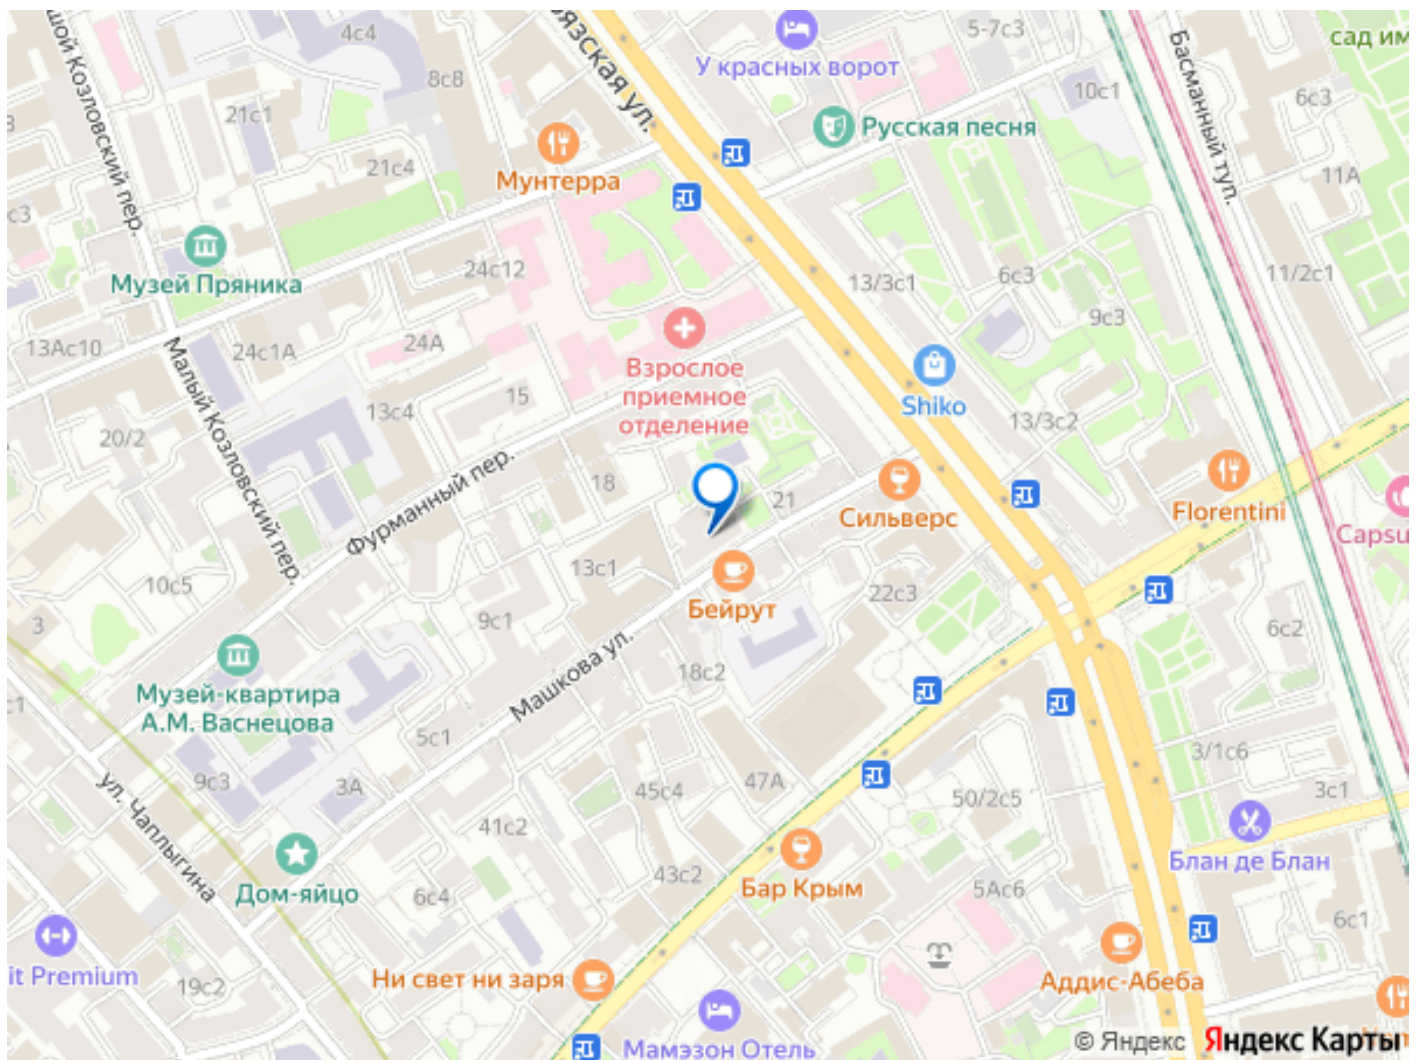 4с4
5-7с3
сад им
шой Козловский пер.
8с8
язская ул.
У красных ворот
Басманный туп.
10с1
6с3
21с1
Русская песня
21с4
Мунтерра
11А
с3
24с12
Музей Пряника
13/3с1
6с3
11/2с1
9с3
13Ас10
24с1А
24А
Взрослое
приемное
отделение
Shiko
Малый Козловский пер.
15
13с4
13/3с2
20/2
Фурманный пер.
18
21
Сильверс
Florentini
Capsu
10с5
13с1
Бейрут
22с3
3
9с1
6с2
Машкова ул.
18с2
Музей-квартира
А.М. Васнецова
с1
5с1
3/1с6
9с3
3А
45с4
47А
50/2с5
3с1
ул. Чаплыгина
41с2
Блан де Блан
Дом-яйцо
6с4
43с2
Бар Крым
5Ас6
6с1
it Premium
19с2
Ни свет ни заря
Аддис-Абеба
Мамэзон Отель
© Яндекс Яндекс Карты